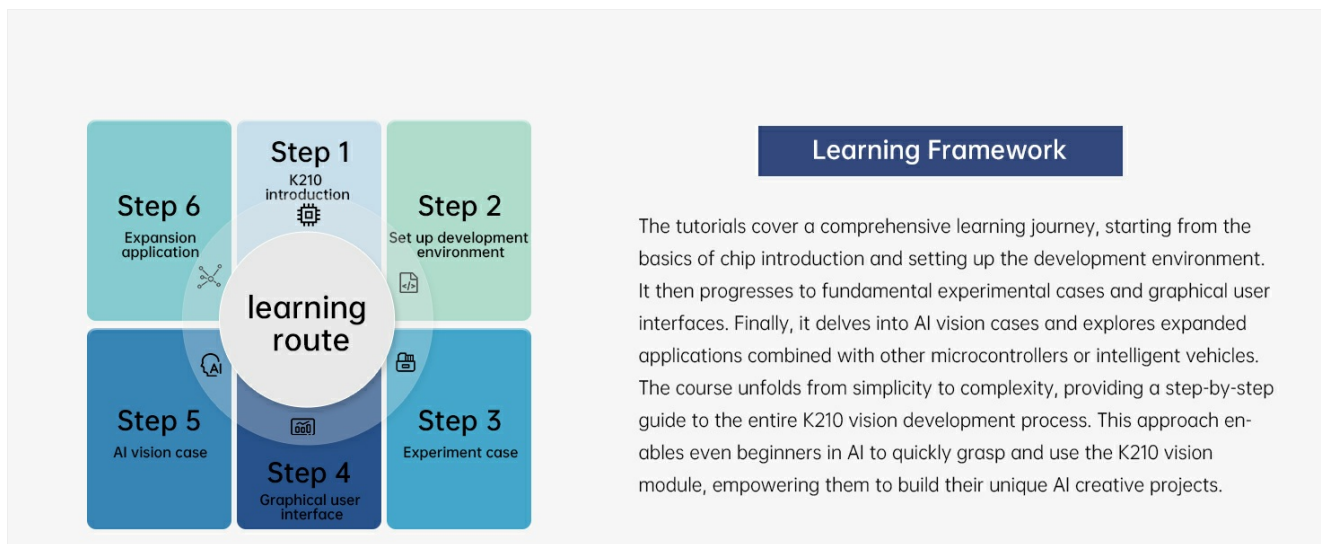 Step 1
K210
introduction
Step 2
Set up development
environment
Step 3
Experiment case
Step 4
Graphical user
interface
Step 5
AI vision case
AI
Step 6
Expansion
application
</>
learning
route
Learning Framework
The tutorials cover a comprehensive learning journey, starting from the
basics of chip introduction and setting up the development environment.
It then progresses to fundamental experimental cases and graphical user
interfaces. Finally, it delves into AI vision cases and explores expanded
applications combined with other microcontrollers or intelligent vehicles.
The course unfolds from simplicity to complexity, providing a step-by-step
guide to the entire K210 vision development process. This approach en-
ables even beginners in AI to quickly grasp and use the K210 vision
module, empowering them to build their unique AI creative projects.